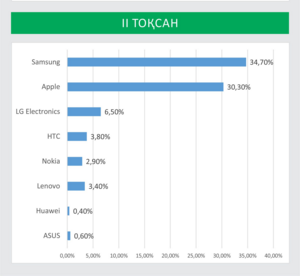 II ТОҚСАН
Samsung 34,70%
Apple 30,30%
LG Electronics 6,50%
HTC 3,80%
Nokia 2,90%
Lenovo 3,40%
Huawei 0,40%
ASUS 0,60%
0,00% 5,00% 10,00% 15,00% 20,00% 25,00% 30,00% 35,00% 40,00%